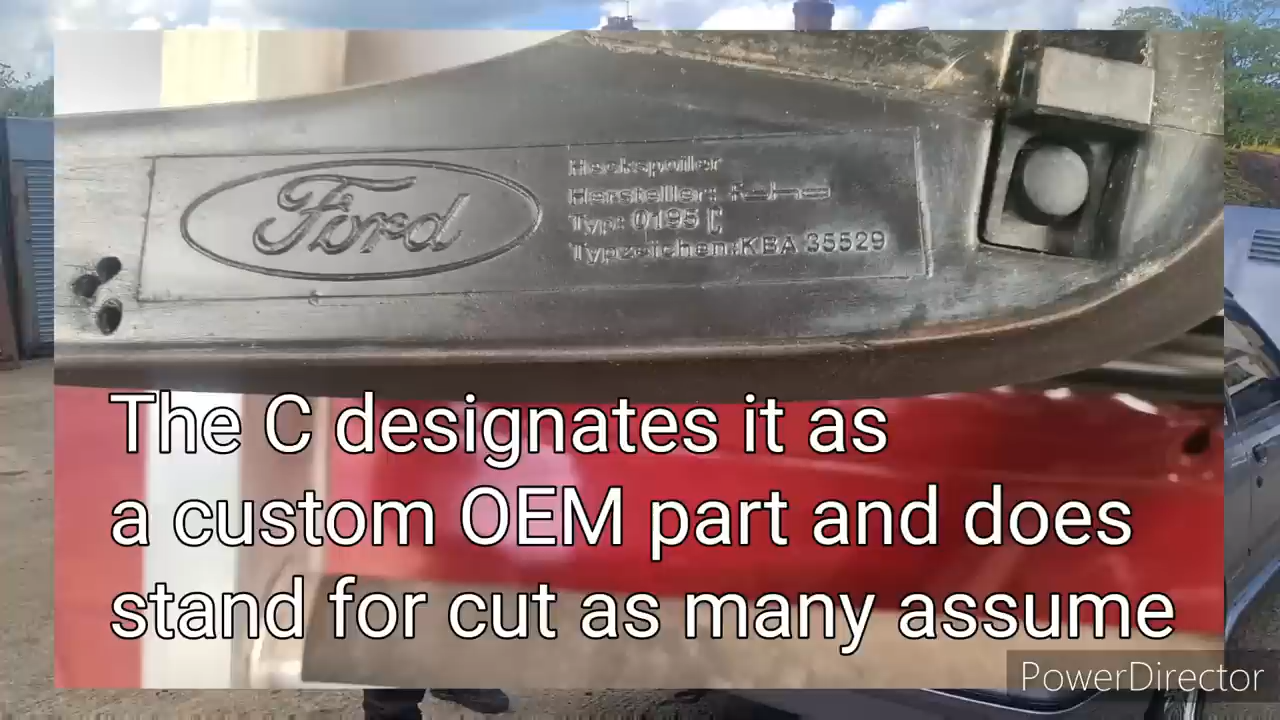 Ford
Heckspoiler
Hersteller:
Typ: 0195 C
Typzeichen: KBA 35529
The C designates it as
a custom OEM part and does
stand for cut as many assume
PowerDirector